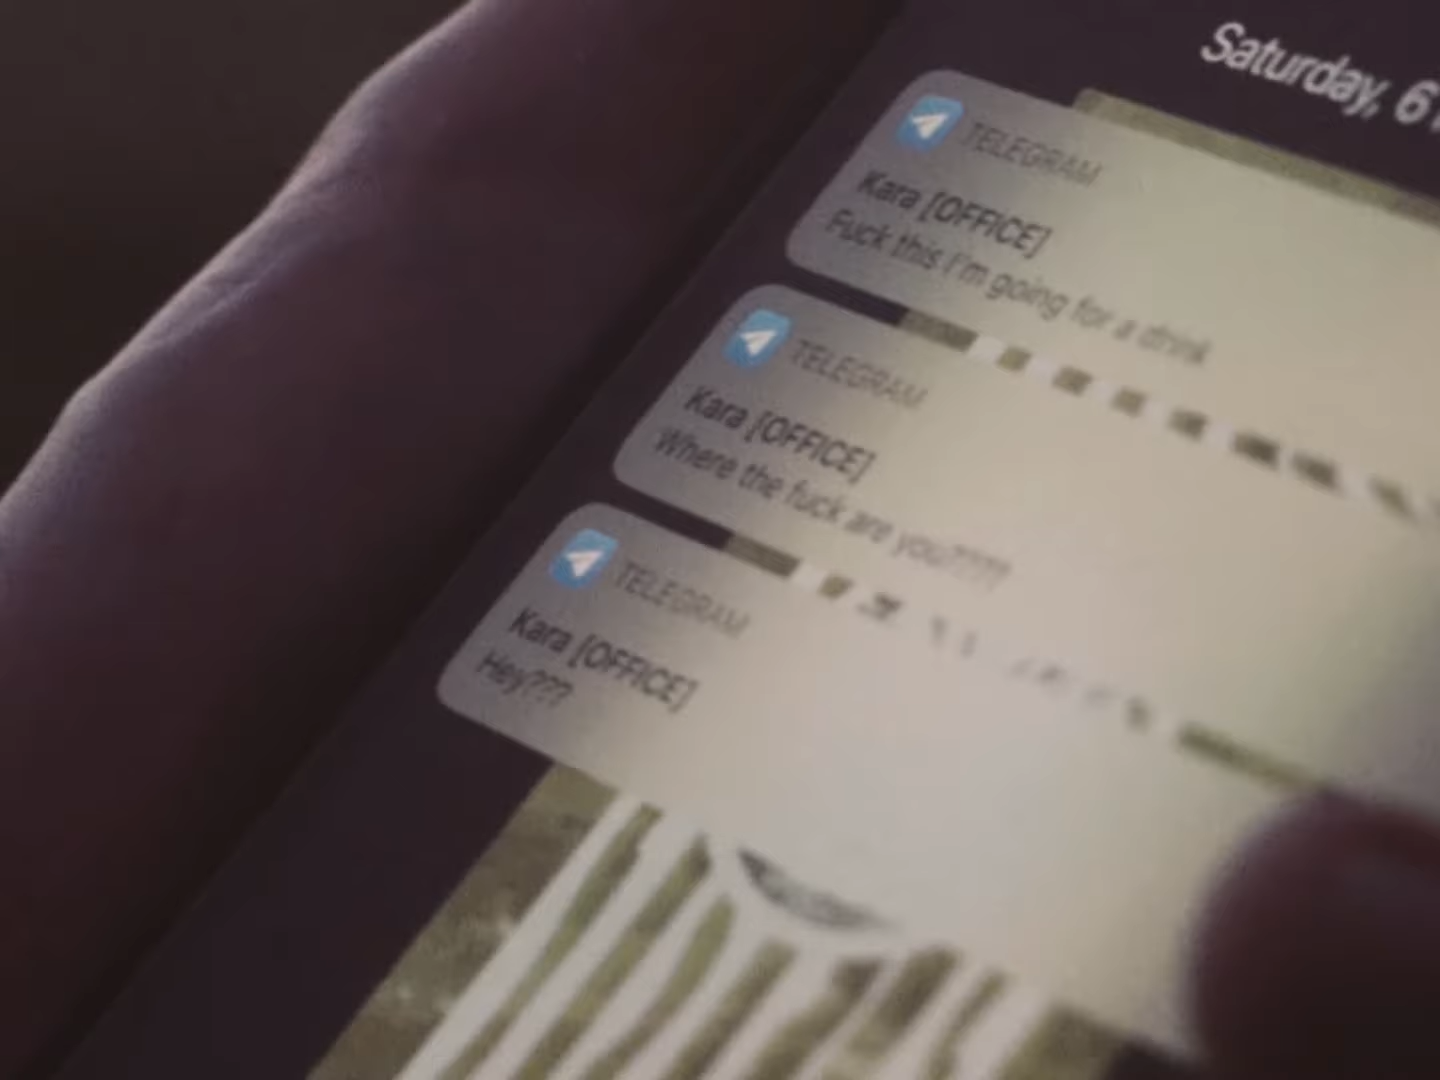 Saturday, 6
TELEGRAM
Kara [OFFICE]
Fuck this I'm going for a drink
TELEGRAM
Kara [OFFICE]
Where the fuck are you????
TELEGRAM
Kara [OFFICE]
Hey???